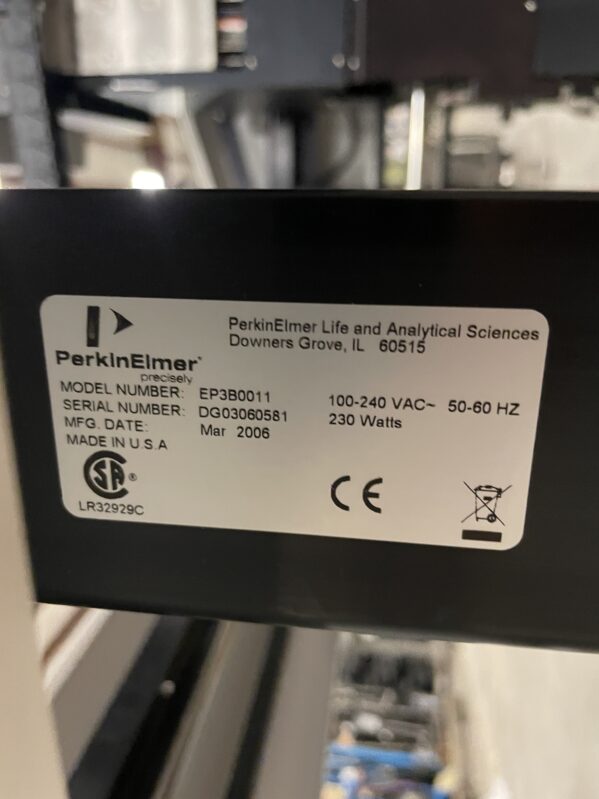 PerkinElmer Life and Analytical Sciences
Downers Grove, IL 60515
PerkinElmer®
precisely
MODEL NUMBER: EP3B0011 100-240 VAC~ 50-60 HZ
SERIAL NUMBER: DG03060581 230 Watts
MFG. DATE: Mar 2006
MADE IN U.S.A
SA ®
LR32929C
CE